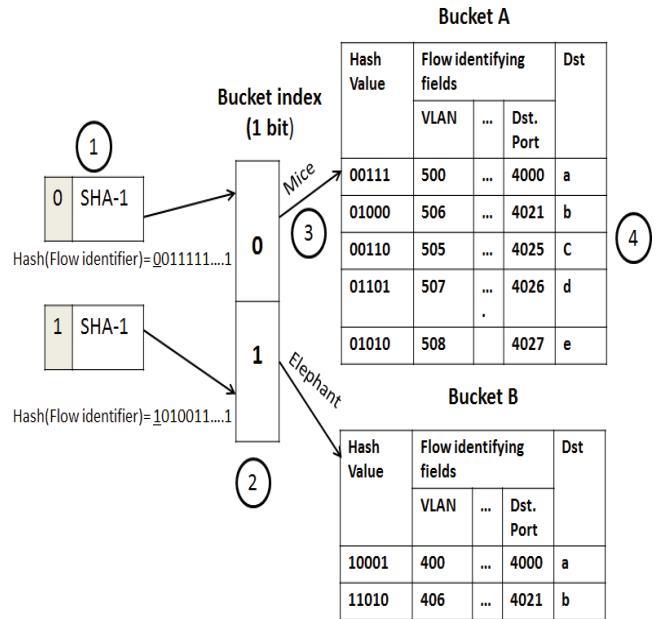 Bucket A
Hash Value
Flow identifying fields
Dst
VLAN ... Dst. Port
00111 500 ... 4000 a
01000 506 ... 4021 b
00110 505 ... 4025 C
01101 507 ... . 4026 d
01010 508 4027 e
Bucket index
(1 bit)
1
0 SHA-1
Hash(Flow identifier)= 0011111....1
1 SHA-1
Hash(Flow identifier)= 1010011....1
0
1
2
Mice
3
4
Elephant
Bucket B
Hash Value
Flow identifying fields
Dst
VLAN ... Dst. Port
10001 400 ... 4000 a
11010 406 ... 4021 b